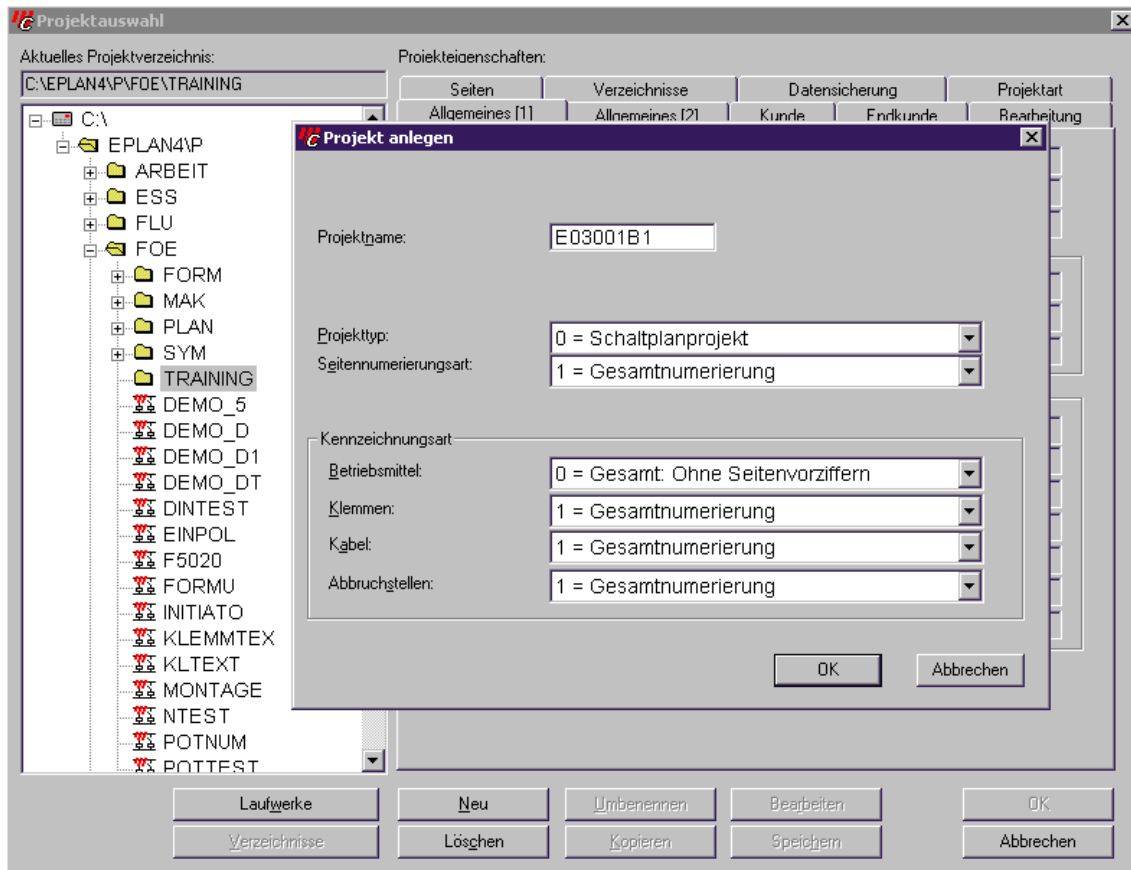 Projektauswahl
Aktuelles Projektverzeichnis:
Projekteigenschaften:
C:\EPLAN4\P\FOE\TRAINING
Seiten
Verzeichnisse
Datensicherung
Projektart
Allgemeines [1]
Allgemeines [2]
Kunde
Endkunde
Bearbeitung
C:\
EPLAN4\P
ARBEIT
ESS
FLU
FOE
FORM
MAK
PLAN
SYM
TRAINING
DEMO_5
DEMO_D
DEMO_D1
DEMO_DT
DINTEST
EINPOL
F5020
FORMU
INITIATO
KLEMMTEX
KLTEXT
MONTAGE
NTEST
POTNUM
POTTEST
Projekt anlegen
Projektname:
E03001B1
Projekttyp:
0 = Schaltplanprojekt
Seitennumerierungsart:
1 = Gesamtnumerierung
Kennzeichnungsart
Betriebsmittel:
0 = Gesamt: Ohne Seitenvorziffern
Klemmen:
1 = Gesamtnumerierung
Kabel:
1 = Gesamtnumerierung
Abbruchstellen:
1 = Gesamtnumerierung
OK
Abbrechen
Laufwerke
Neu
Umbenennen
Bearbeiten
OK
Verzeichnisse
Löschen
Kopieren
Speichern
Abbrechen